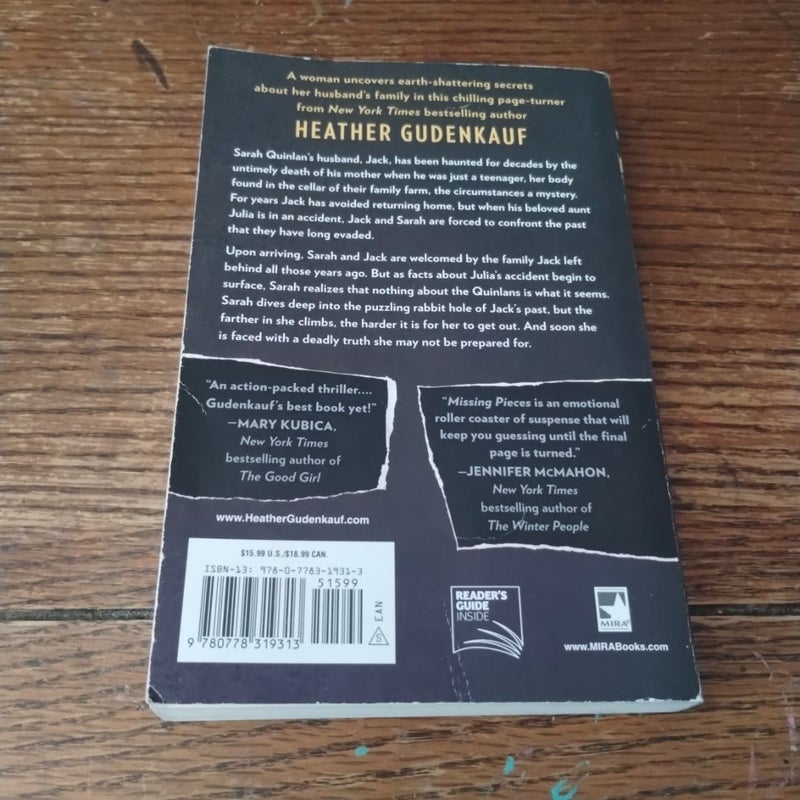 A woman uncovers earth-shattering secrets
about her husband's family in this chilling page-turner
from New York Times bestselling author
HEATHER GUDENKAUF
Sarah Quinlan's husband, Jack, has been haunted for decades by the
untimely death of his mother when he was just a teenager, her body
found in the cellar of their family farm, the circumstances a mystery.
For years Jack has avoided returning home, but when his beloved aunt
Julia is in an accident, Jack and Sarah are forced to confront the past
that they have long evaded.
Upon arriving, Sarah and Jack are welcomed by the family Jack left
behind all those years ago. But as facts about Julia's accident begin to
surface, Sarah realizes that nothing about the Quinlans is what it seems.
Sarah dives deep into the puzzling rabbit hole of Jack's past, but the
farther in she climbs, the harder it is for her to get out. And soon she
is faced with a deadly truth she may not be prepared for.
"An action-packed thriller....
Gudenkauf's best book yet!"
—MARY KUBICA,
New York Times
bestselling author of
The Good Girl
"Missing Pieces is an emotional
roller coaster of suspense that will
keep you guessing until the final
page is turned."
—JENNIFER McMAHON,
New York Times
bestselling author of
The Winter People
www.HeatherGudenkauf.com
$15.99 U.S./$18.99 CAN.
ISBN-13: 978-0-7783-1931-3
51599
9 780778 319313
EAN
S
READER'S
GUIDE
INSIDE
MIRA®
www.MIRABooks.com